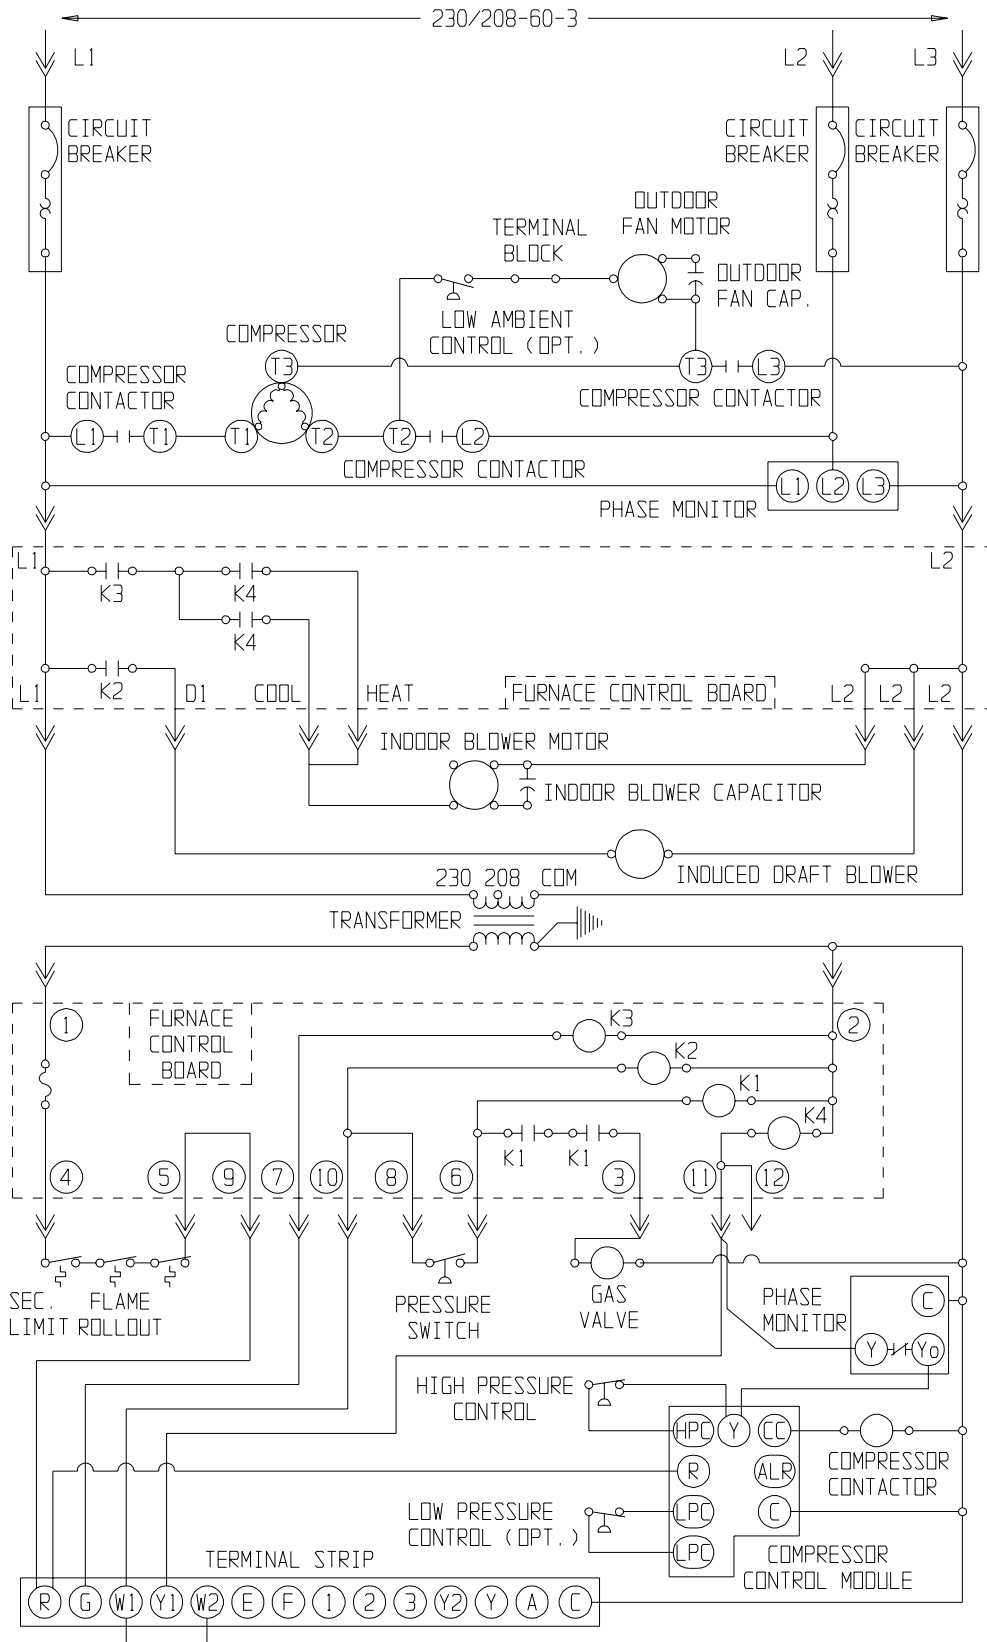 230/208-60-3
L1
L2
L3
CIRCUIT
BREAKER
CIRCUIT
BREAKER
CIRCUIT
BREAKER
OUTDOOR
FAN MOTOR
TERMINAL
BLOCK
OUTDOOR
FAN CAP.
LOW AMBIENT
CONTROL (OPT.)
COMPRESSOR
T3
T3
L3
COMPRESSOR
CONTACTOR
COMPRESSOR CONTACTOR
L1
T1
T1
T2
T2
L2
COMPRESSOR CONTACTOR
L1
L2
L3
PHASE MONITOR
L1
L2
K3
K4
K4
K2
L1
D1
COOL
HEAT
FURNACE CONTROL BOARD
L2
L2
L2
INDOOR BLOWER MOTOR
INDOOR BLOWER CAPACITOR
INDUCED DRAFT BLOWER
230 208 COM
TRANSFORMER
1
FURNACE
CONTROL
BOARD
K3
2
K2
K1
K4
K1
K1
4
5
9
7
10
8
6
3
11
12
SEC.
LIMIT
FLAME
ROLLOUT
PRESSURE
SWITCH
GAS
VALVE
PHASE
MONITOR
C
Y
Yo
HIGH PRESSURE
CONTROL
HPC
Y
CC
COMPRESSOR
CONTACTOR
R
ALR
LOW PRESSURE
CONTROL (OPT.)
LPC
C
LPC
COMPRESSOR
CONTROL MODULE
TERMINAL STRIP
R G W1 Y1 W2 E F 1 2 3 Y2 Y A C